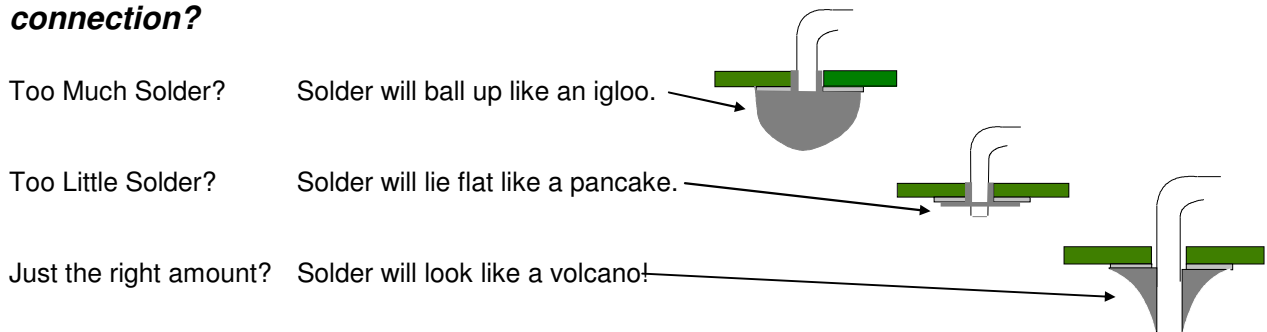 connection?
Too Much Solder? Solder will ball up like an igloo.
Too Little Solder? Solder will lie flat like a pancake.
Just the right amount? Solder will look like a volcano!